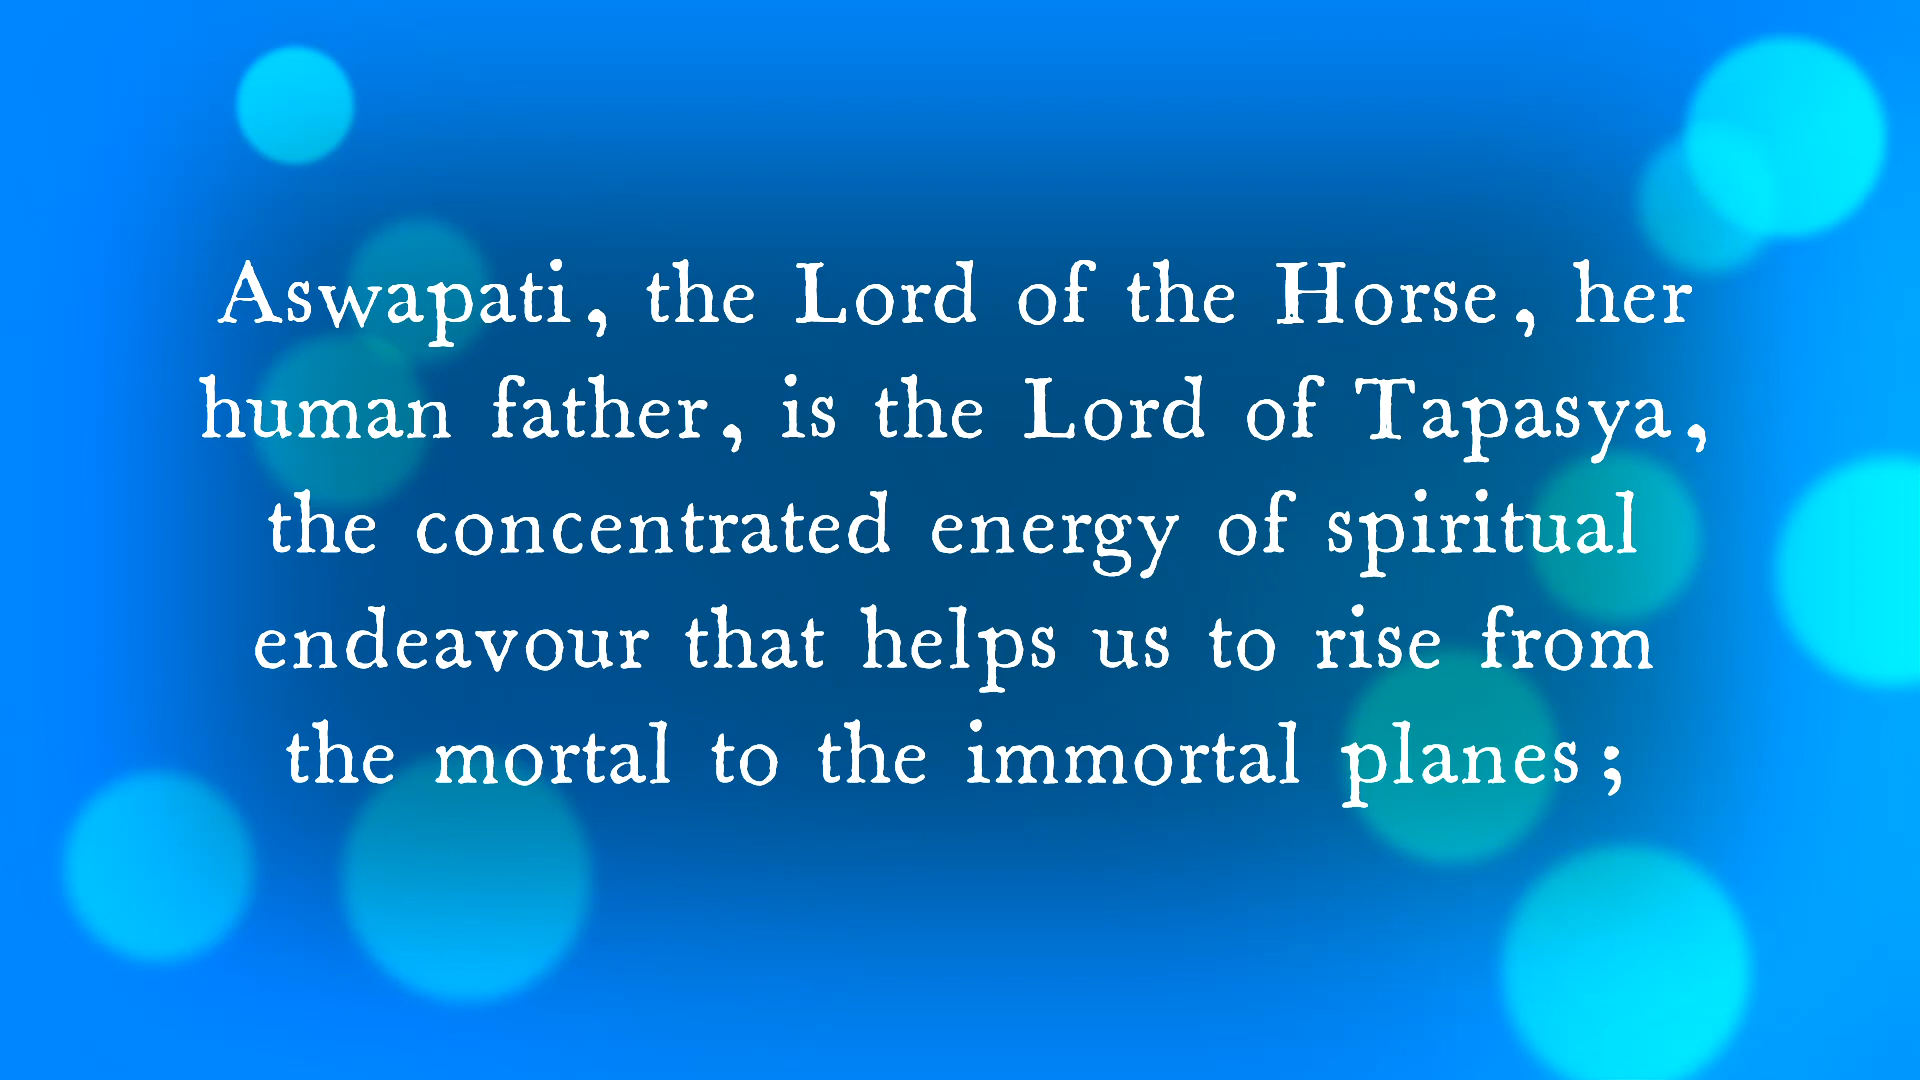 Aswapati, the Lord of the Horse, her
human father, is the Lord of Tapasya,
the concentrated energy of spiritual
endeavour that helps us to rise from
the mortal to the immortal planes;